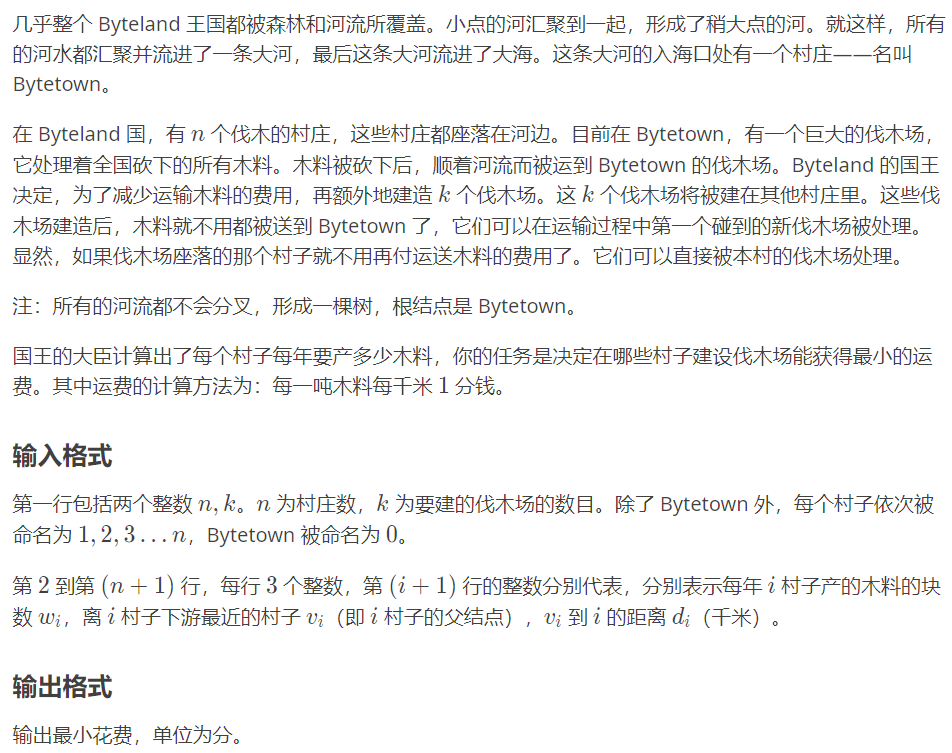 几乎整个 Byteland 王国都被森林和河流所覆盖。小点的河汇聚到一起，形成了稍大点的河。就这样，所有
的河水都汇聚并流进了一条大河，最后这条大河流进了大海。这条大河的入海口处有一个村庄——名叫
Bytetown。
在 Byteland 国，有 n 个伐木的村庄，这些村庄都座落在河边。目前在 Bytetown，有一个巨大的伐木场，
它处理着全国砍下的所有木料。木料被砍下后，顺着河流而被运到 Bytetown 的伐木场。Byteland 的国王
决定，为了减少运输木料的费用，再额外地建造 k 个伐木场。这 k 个伐木场将被建在其他村庄里。这些伐
木场建造后，木料就不用都被送到 Bytetown 了，它们可以在运输过程中第一个碰到的新伐木场被处理。
显然，如果伐木场座落的那个村子就不用再付运送木料的费用了。它们可以直接被本村的伐木场处理。
注：所有的河流都不会分叉，形成一棵树，根结点是 Bytetown。
国王的大臣计算出了每个村子每年要产多少木料，你的任务是决定在哪些村子建设伐木场能获得最小的运
费。其中运费的计算方法为：每一吨木料每千米 1 分钱。
输入格式
第一行包括两个整数 n, k。n 为村庄数，k 为要建的伐木场的数目。除了 Bytetown 外，每个村子依次被
命名为 1, 2, 3 … n，Bytetown 被命名为 0。
第 2 到第 (n + 1) 行，每行 3 个整数，第 (i + 1) 行的整数分别代表，分别表示每年 i 村子产的木料的块
数 wᵢ，离 i 村子下游最近的村子 vᵢ（即 i 村子的父结点），vᵢ 到 i 的距离 dᵢ（千米）。
输出格式
输出最小花费，单位为分。